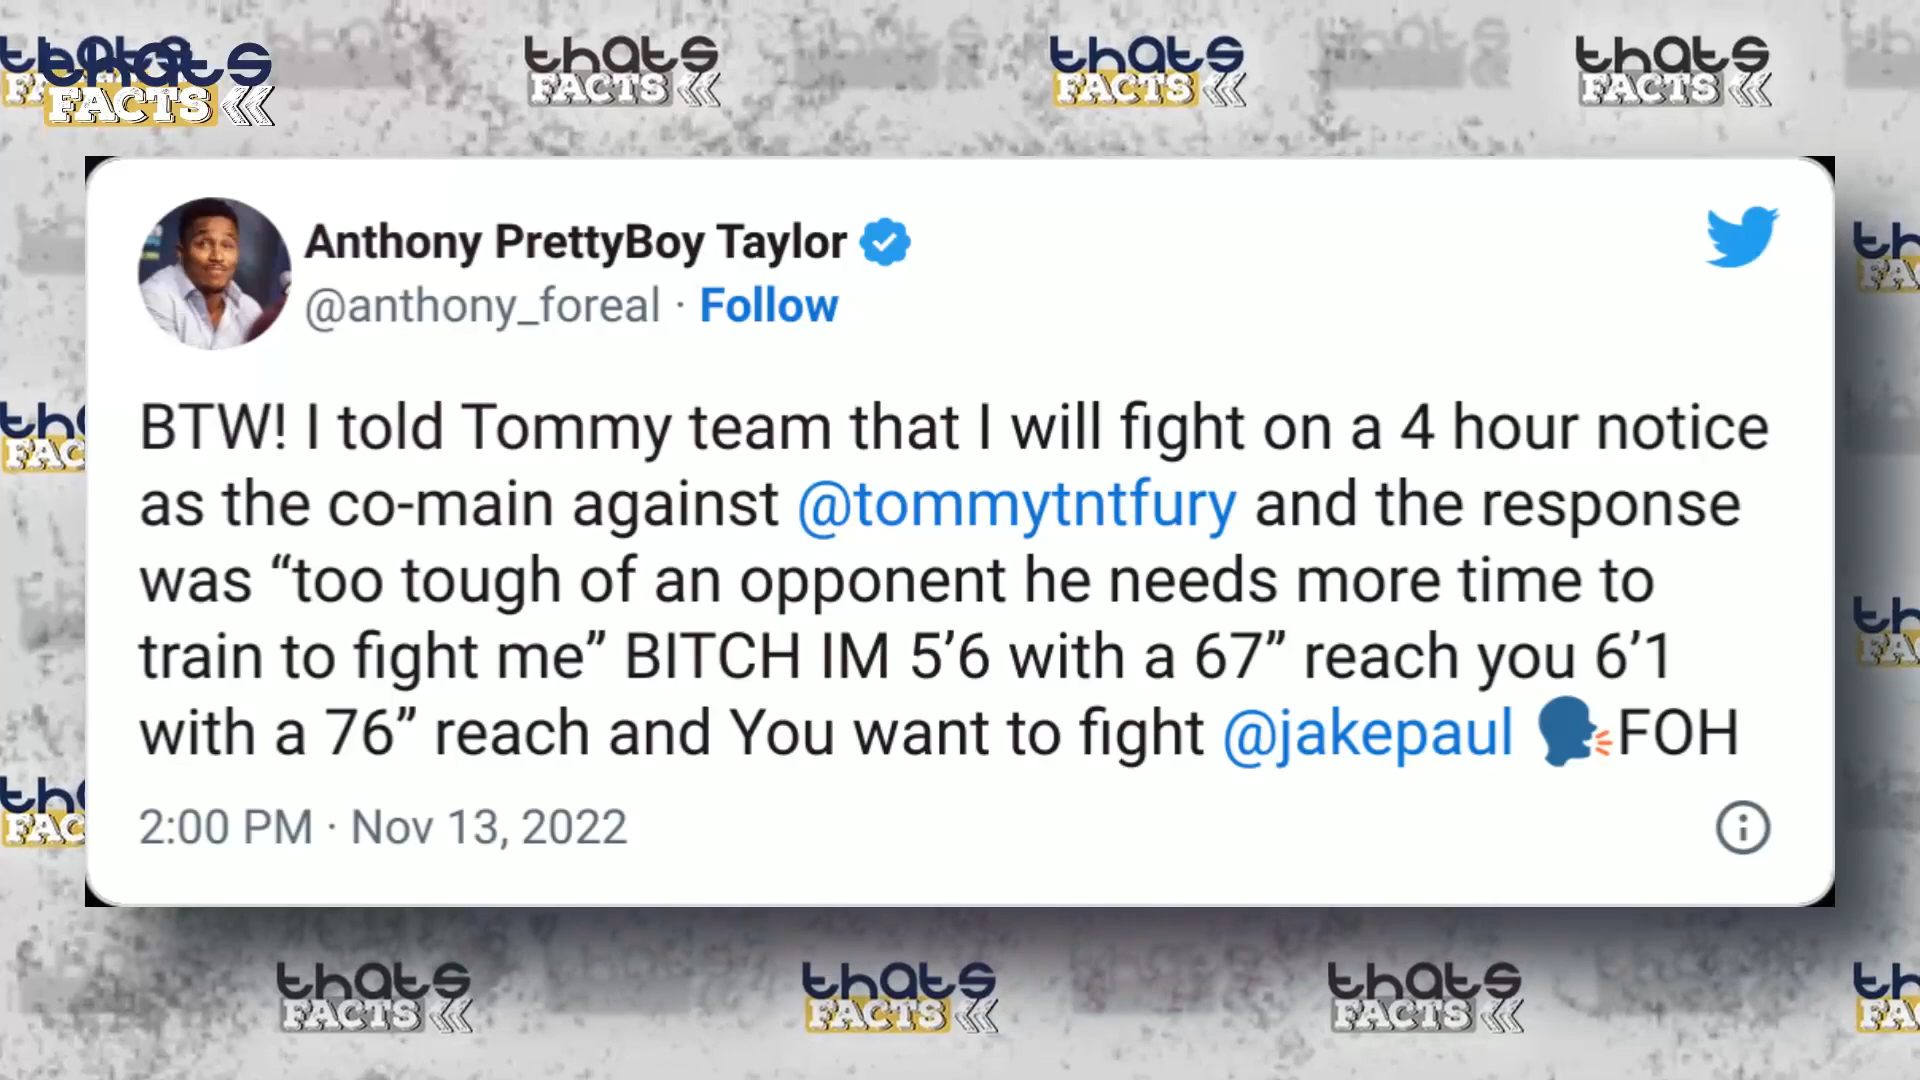 thats thats thats thats
FACTS FACTS FACTS FACTS
Anthony PrettyBoy Taylor
@anthony_foreal · Follow
BTW! I told Tommy team that I will fight on a 4 hour notice
as the co-main against @tommytntfury and the response
was “too tough of an opponent he needs more time to
train to fight me” BITCH IM 5’6 with a 67” reach you 6’1
with a 76” reach and You want to fight @jakepaul 🗣FOH
2:00 PM · Nov 13, 2022
thats thats thats
FACTS FACTS FACTS